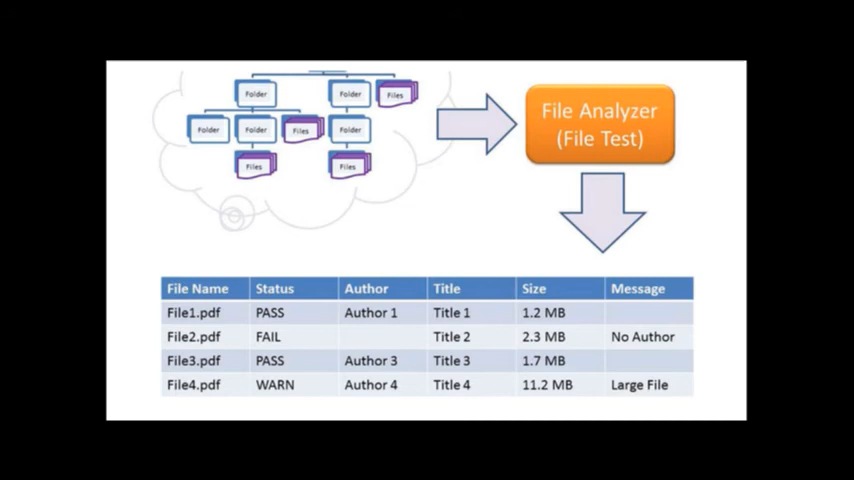 Folder
Folder
Files
Folder
Folder
Files
Folder
Files
Files
File Analyzer
(File Test)
File Name Status Author Title Size Message
File1.pdf PASS Author 1 Title 1 1.2 MB
File2.pdf FAIL Title 2 2.3 MB No Author
File3.pdf PASS Author 3 Title 3 1.7 MB
File4.pdf WARN Author 4 Title 4 11.2 MB Large File